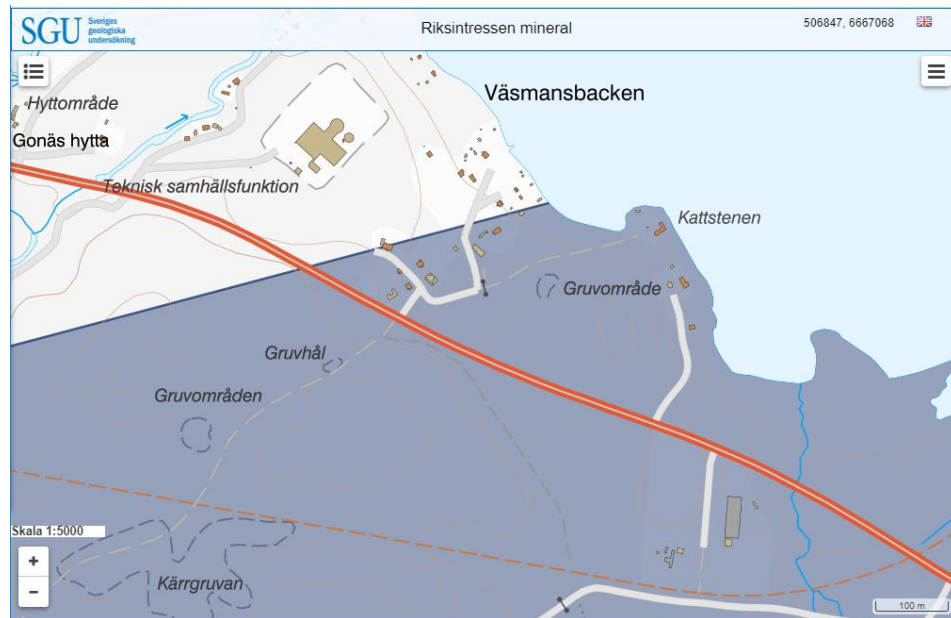 SGU
Sveriges
geologiska
undersökning
Riksintressen mineral
506847, 6667068
Väsmansbacken
Hyttområde
Gonäs hytta
Teknisk samhällsfunktion
Kattstenen
Gruvområde
Gruvhål
Gruvområden
Skala 1:5000
+
Kärrgruvan
−
100 m